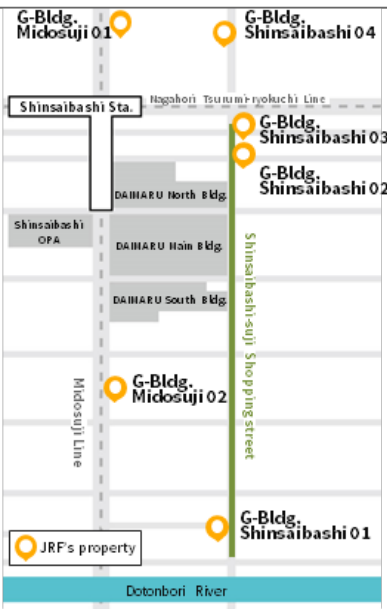 G-Bldg.
Midosuji 01
G-Bldg.
Shinsaibashi 04
Nagahori Tsurumi-ryokuchi Line
Shinsaibashi Sta.
G-Bldg.
Shinsaibashi 03
G-Bldg.
Shinsaibashi 02
DAIMARU North Bldg.
Shinsaibashi
OPA
DAIMARU Main Bldg.
DAIMARU South Bldg.
Shinsaibashi-suji Shopping street
G-Bldg.
Midosuji 02
Midosuji Line
G-Bldg.
Shinsaibashi 01
JRF's property
Dotonbori River